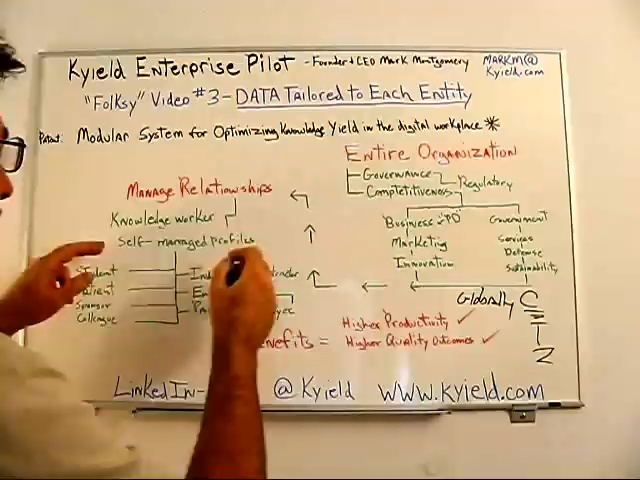 Kyield Enterprise Pilot - Founder & CEO Mark Montgomery
MARKM@
Kyield.com
"Folksy" Video #3 - DATA Tailored to Each Entity
Patent: Modular System for Optimizing Knowledge Yield in the digital workplace *
Entire Organization
Governance
Competitiveness
Regulatory
Manage Relationships
Knowledge worker
Self-managed profiles
Student
Patient
Sponsor
Colleague
Business
Marketing
Innovation
Government
Services
Defense
Sustainability
Globally
Benefits =
Higher Productivity ✓
Higher Quality Outcomes ✓
LinkedIn-
@Kyield
www.kyield.com